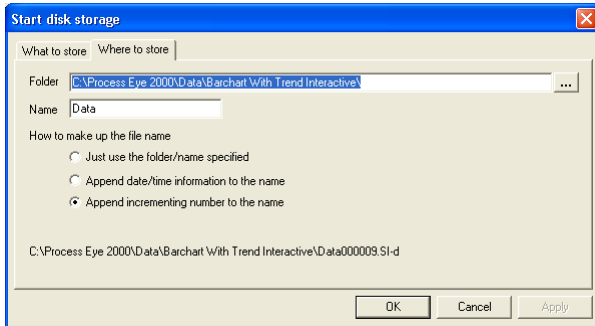 Start disk storage
What to store Where to store
Folder C:\Process Eye 2000\Data\Barchart With Trend Interactive\ ...
Name Data
How to make up the file name
Just use the folder/name specified
Append date/time information to the name
Append incrementing number to the name
C:\Process Eye 2000\Data\Barchart With Trend Interactive\Data000009.SI-d
OK Cancel Apply